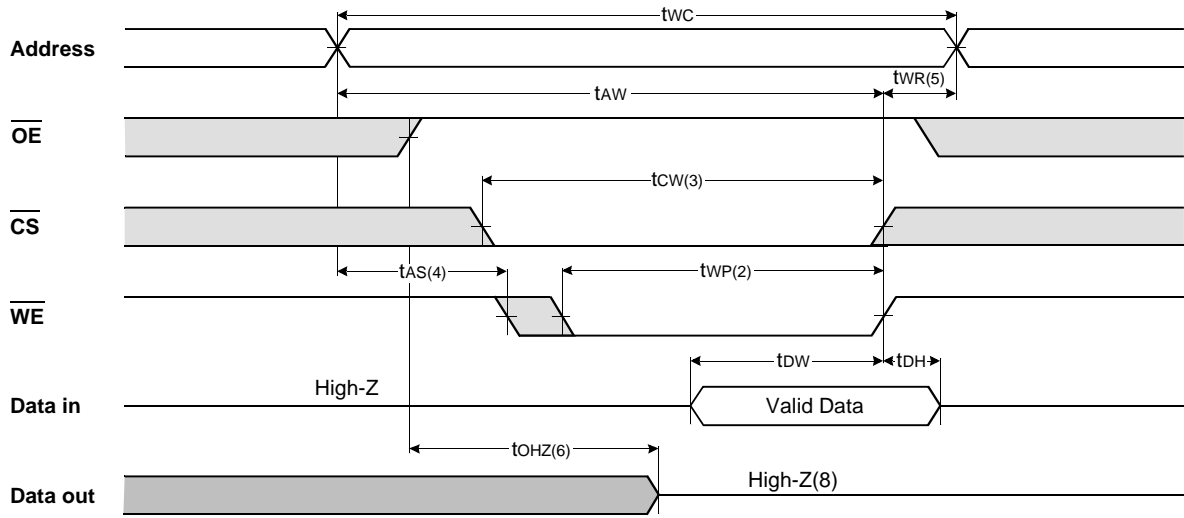 tWC
Address
tAW
tWR(5)
OE
tCW(3)
CS
tAS(4)
tWP(2)
WE
tDW
tDH
High-Z
Data in
Valid Data
tOHZ(6)
High-Z(8)
Data out